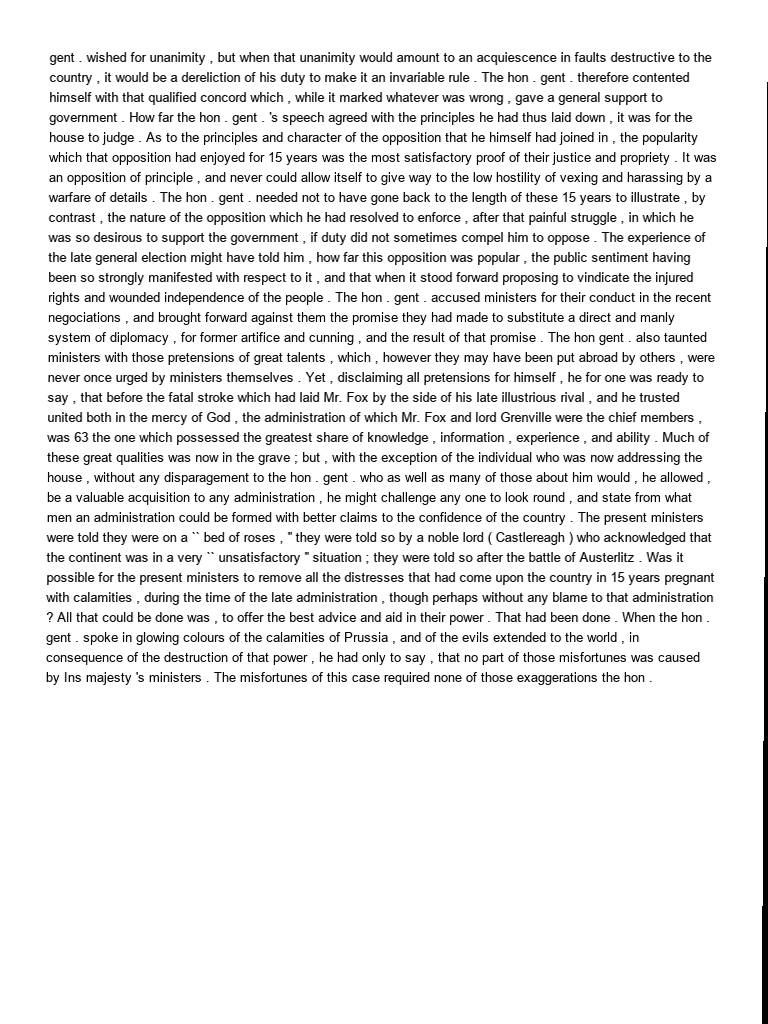 gent . wished for unanimity , but when that unanimity would amount to an acquiescence in faults destructive to the
country , it would be a dereliction of his duty to make it an invariable rule . The hon . gent . therefore contented
himself with that qualified concord which , while it marked whatever was wrong , gave a general support to
government . How far the hon . gent . 's speech agreed with the principles he had thus laid down , it was for the
house to judge . As to the principles and character of the opposition that he himself had joined in , the popularity
which that opposition had enjoyed for 15 years was the most satisfactory proof of their justice and propriety . It was
an opposition of principle , and never could allow itself to give way to the low hostility of vexing and harassing by a
warfare of details . The hon . gent . needed not to have gone back to the length of these 15 years to illustrate , by
contrast , the nature of the opposition which he had resolved to enforce , after that painful struggle , in which he
was so desirous to support the government , if duty did not sometimes compel him to oppose . The experience of
the late general election might have told him , how far this opposition was popular , the public sentiment having
been so strongly manifested with respect to it , and that when it stood forward proposing to vindicate the injured
rights and wounded independence of the people . The hon . gent . accused ministers for their conduct in the recent
negociations , and brought forward against them the promise they had made to substitute a direct and manly
system of diplomacy , for former artifice and cunning , and the result of that promise . The hon gent . also taunted
ministers with those pretensions of great talents , which , however they may have been put abroad by others , were
never once urged by ministers themselves . Yet , disclaiming all pretensions for himself , he for one was ready to
say , that before the fatal stroke which had laid Mr. Fox by the side of his late illustrious rival , and he trusted
united both in the mercy of God , the administration of which Mr. Fox and lord Grenville were the chief members ,
was 63 the one which possessed the greatest share of knowledge , information , experience , and ability . Much of
these great qualities was now in the grave ; but , with the exception of the individual who was now addressing the
house , without any disparagement to the hon . gent . who as well as many of those about him would , he allowed ,
be a valuable acquisition to any administration , he might challenge any one to look round , and state from what
men an administration could be formed with better claims to the confidence of the country . The present ministers
were told they were on a `` bed of roses , " they were told so by a noble lord ( Castlereagh ) who acknowledged that
the continent was in a very `` unsatisfactory " situation ; they were told so after the battle of Austerlitz . Was it
possible for the present ministers to remove all the distresses that had come upon the country in 15 years pregnant
with calamities , during the time of the late administration , though perhaps without any blame to that administration
? All that could be done was , to offer the best advice and aid in their power . That had been done . When the hon .
gent . spoke in glowing colours of the calamities of Prussia , and of the evils extended to the world , in
consequence of the destruction of that power , he had only to say , that no part of those misfortunes was caused
by Ins majesty 's ministers . The misfortunes of this case required none of those exaggerations the hon .